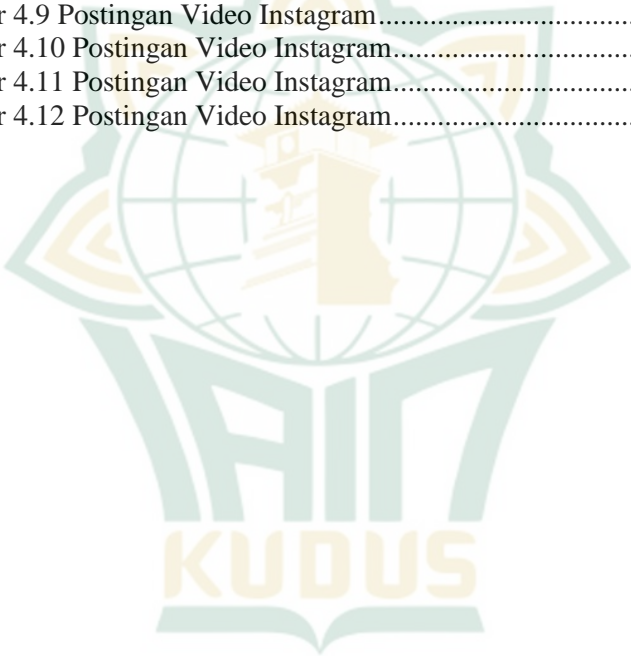 r 4.9 Postingan Video Instagram................................
r 4.10 Postingan Video Instagram..............................
r 4.11 Postingan Video Instagram..............................
r 4.12 Postingan Video Instagram..............................
IAIN
KUDUS